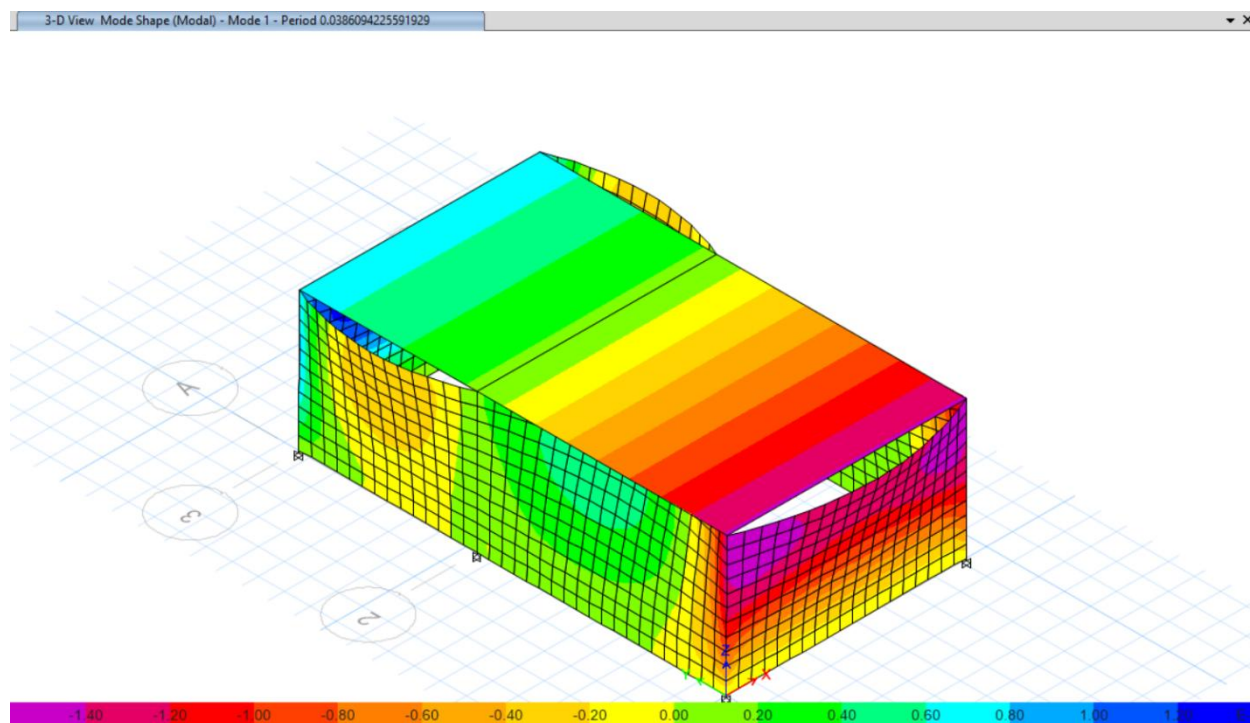 3-D View Mode Shape (Modal) - Mode 1 - Period 0.0386094225591929
A
3
2
Z
Y
X
-1.40 -1.20 -1.00 -0.80 -0.60 -0.40 -0.20 0.00 0.20 0.40 0.60 0.80 1.00